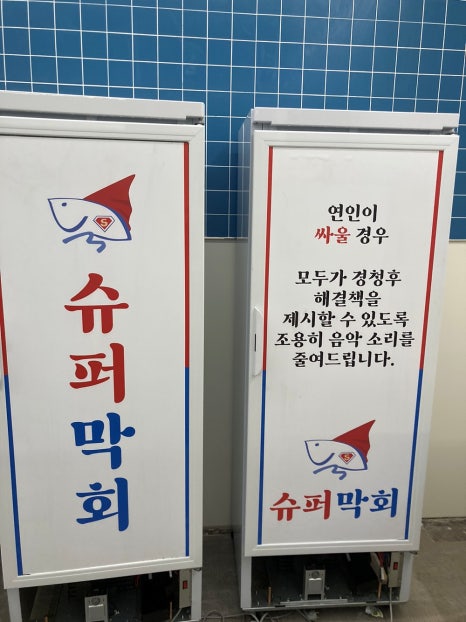 S
슈퍼막회
연인이
싸울 경우
모두가 경청후
해결책을
제시할 수 있도록
조용히 음악 소리를
줄여드립니다.
S
슈퍼막회